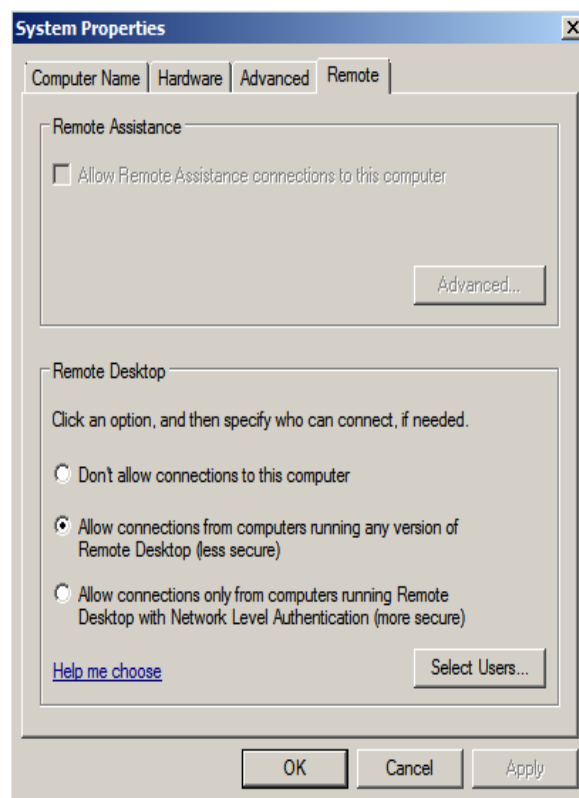 System Properties X
Computer Name Hardware Advanced Remote
Remote Assistance
Allow Remote Assistance connections to this computer
Advanced...
Remote Desktop
Click an option, and then specify who can connect, if needed.
Don't allow connections to this computer
Allow connections from computers running any version of
Remote Desktop (less secure)
Allow connections only from computers running Remote
Desktop with Network Level Authentication (more secure)
Help me choose Select Users...
OK Cancel Apply